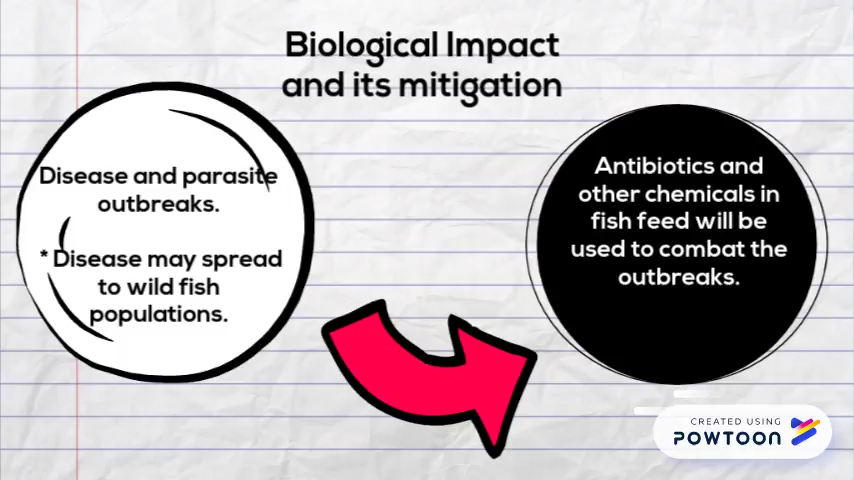 Biological Impact
and its mitigation
Disease and parasite
outbreaks.
* Disease may spread
to wild fish
populations.
Antibiotics and
other chemicals in
fish feed will be
used to combat the
outbreaks.
CREATED USING
POWTOON